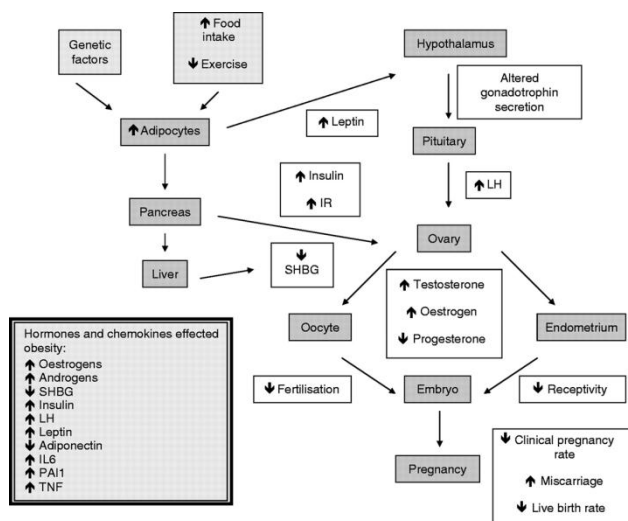 Genetic
factors
↑ Food
intake
↓ Exercise
Hypothalamus
Altered
gonadotrophin
secretion
↑ Adipocytes
↑ Leptin
Pituitary
↑ Insulin
↑ IR
↑ LH
Pancreas
Ovary
Liver
↓
SHBG
↑ Testosterone
↑ Oestrogen
↓ Progesterone
Oocyte
Endometrium
Hormones and chemokines effected
obesity:
↑ Oestrogens
↑ Androgens
↓ SHBG
↑ Insulin
↑ LH
↑ Leptin
↓ Adiponectin
↑ IL6
↑ PAI1
↑ TNF
↓ Fertilisation
Embryo
↓ Receptivity
Pregnancy
↓ Clinical pregnancy
rate
↑ Miscarriage
↓ Live birth rate